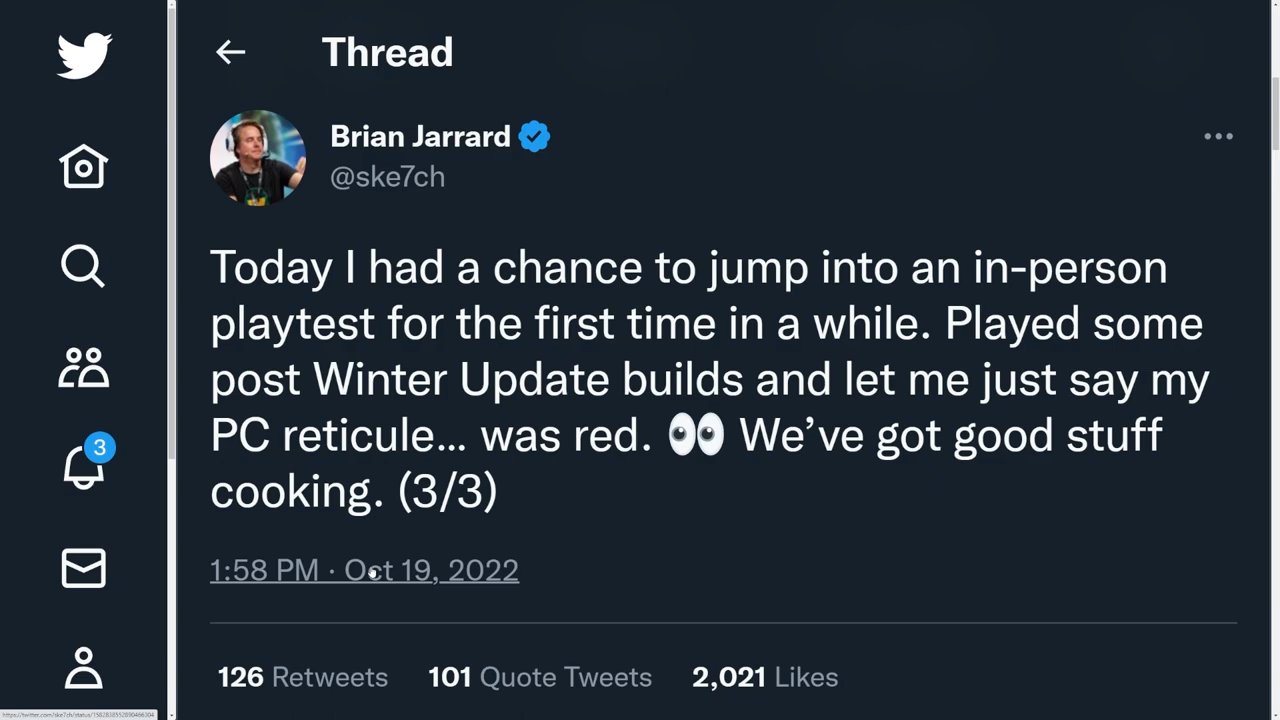 Thread
Brian Jarrard
@ske7ch
Today I had a chance to jump into an in-person
playtest for the first time in a while. Played some
post Winter Update builds and let me just say my
PC reticule... was red. 👀 We've got good stuff
cooking. (3/3)
3
1:58 PM · Oct 19, 2022
126 Retweets 101 Quote Tweets 2,021 Likes